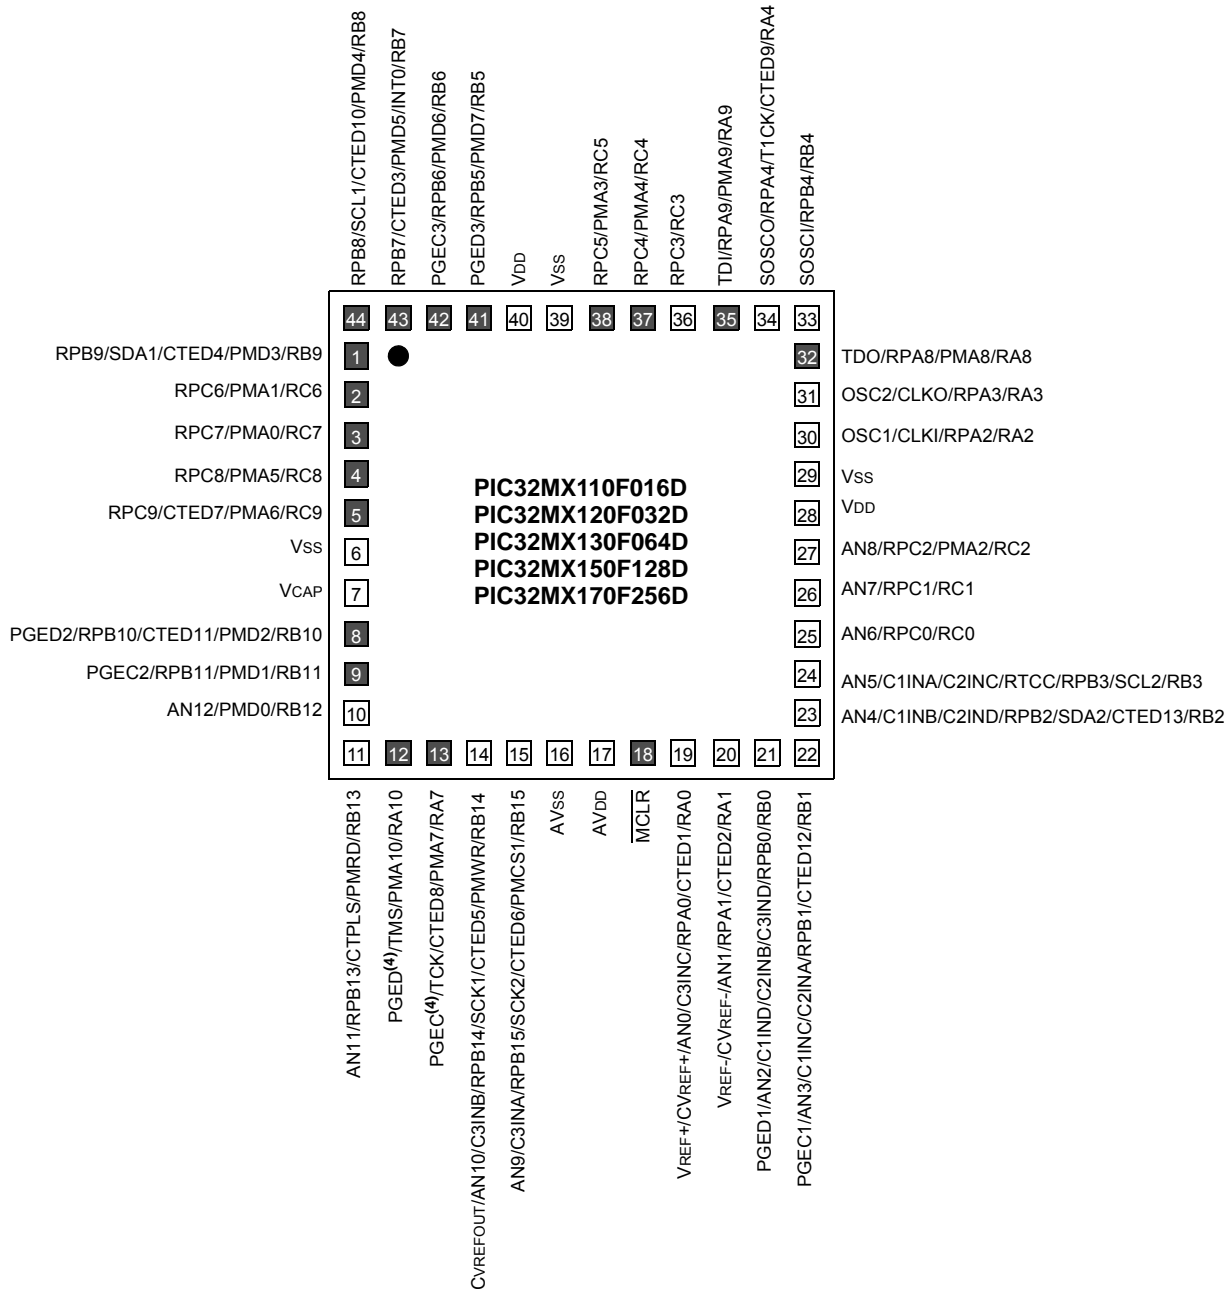 RPB8/SCL1/CTED10/PMD4/RB8
RPB7/CTED3/PMD5/INT0/RB7
PGEC3/RPB6/PMD6/RB6
PGED3/RPB5/PMD7/RB5
VDD
VSS
RPC5/PMA3/RC5
RPC4/PMA4/RC4
RPC3/RC3
TDI/RPA9/PMA9/RA9
SOSCO/RPA4/T1CK/CTED9/RA4
SOSCI/RPB4/RB4
44 43 42 41 40 39 38 37 36 35 34 33
RPB9/SDA1/CTED4/PMD3/RB9 1
RPC6/PMA1/RC6 2
RPC7/PMA0/RC7 3
RPC8/PMA5/RC8 4
RPC9/CTED7/PMA6/RC9 5
VSS 6
VCAP 7
PGED2/RPB10/CTED11/PMD2/RB10 8
PGEC2/RPB11/PMD1/RB11 9
AN12/PMD0/RB12 10
PIC32MX110F016D
PIC32MX120F032D
PIC32MX130F064D
PIC32MX150F128D
PIC32MX170F256D
32 TDO/RPA8/PMA8/RA8
31 OSC2/CLKO/RPA3/RA3
30 OSC1/CLKI/RPA2/RA2
29 VSS
28 VDD
27 AN8/RPC2/PMA2/RC2
26 AN7/RPC1/RC1
25 AN6/RPC0/RC0
24 AN5/C1INA/C2INC/RTCC/RPB3/SCL2/RB3
23 AN4/C1INB/C2IND/RPB2/SDA2/CTED13/RB2
11 12 13 14 15 16 17 18 19 20 21 22
AN11/RPB13/CTPLS/PMRD/RB13
PGED(4)/TMS/PMA10/RA10
PGEC(4)/TCK/CTED8/PMA7/RA7
CVREFOUT/AN10/C3INB/RPB14/SCK1/CTED5/PMWR/RB14
AN9/C3INA/RPB15/SCK2/CTED6/PMCS1/RB15
AVSS
AVDD
MCLR
VREF+/CVREF+/AN0/C3INC/RPA0/CTED1/RA0
VREF-/CVREF-/AN1/RPA1/CTED2/RA1
PGED1/AN2/C1IND/C2INB/C3IND/RPB0/RB0
PGEC1/AN3/C1INC/C2INA/RPB1/CTED12/RB1